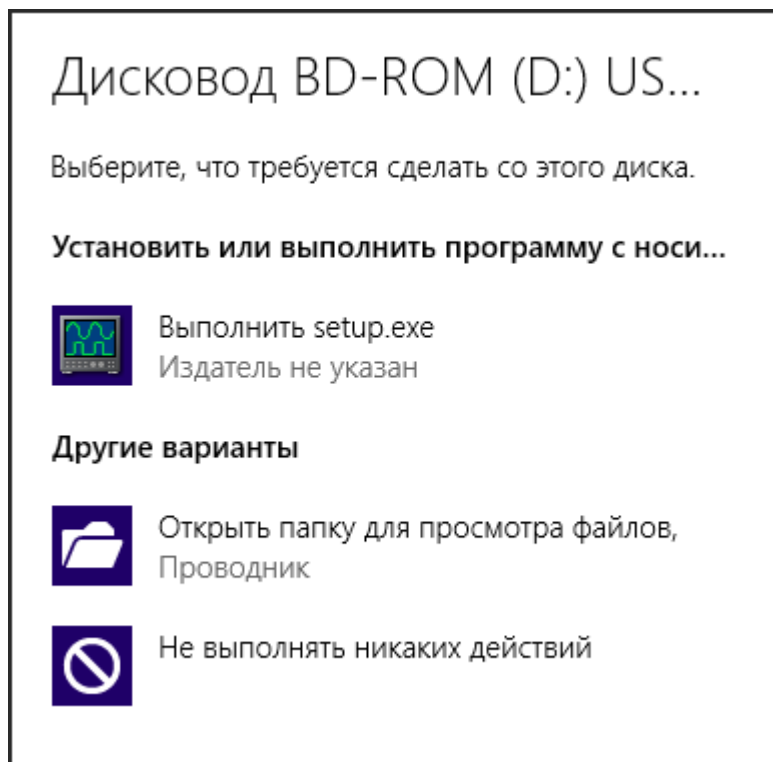 Дисковод BD-ROM (D:) US...
Выберите, что требуется сделать со этого диска.
Установить или выполнить программу с носи...
Выполнить setup.exe
Издатель не указан
Другие варианты
Открыть папку для просмотра файлов,
Проводник
Не выполнять никаких действий